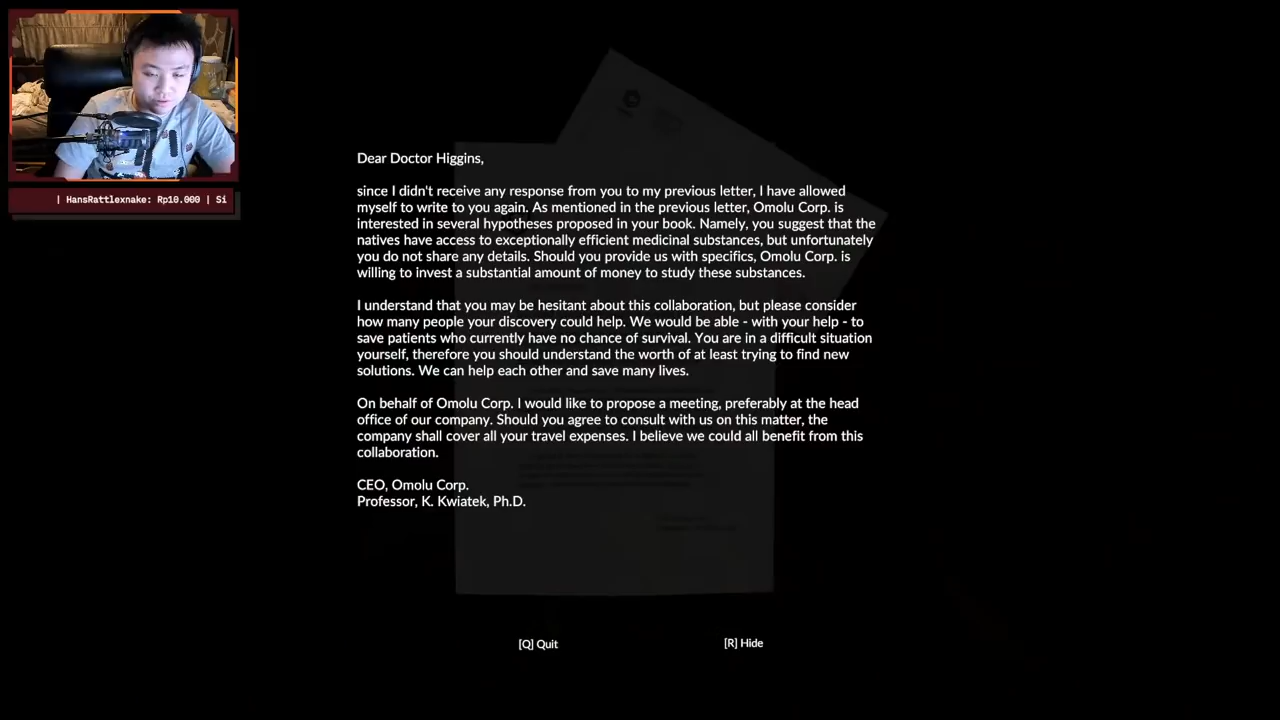 | HansRattlexnake: Rp10.000 | Si
Dear Doctor Higgins,
since I didn't receive any response from you to my previous letter, I have allowed
myself to write to you again. As mentioned in the previous letter, Omolu Corp. is
interested in several hypotheses proposed in your book. Namely, you suggest that the
natives have access to exceptionally efficient medicinal substances, but unfortunately
you do not share any details. Should you provide us with specifics, Omolu Corp. is
willing to invest a substantial amount of money to study these substances.
I understand that you may be hesitant about this collaboration, but please consider
how many people your discovery could help. We would be able - with your help - to
save patients who currently have no chance of survival. You are in a difficult situation
yourself, therefore you should understand the worth of at least trying to find new
solutions. We can help each other and save many lives.
On behalf of Omolu Corp. I would like to propose a meeting, preferably at the head
office of our company. Should you agree to consult with us on this matter, the
company shall cover all your travel expenses. I believe we could all benefit from this
collaboration.
CEO, Omolu Corp.
Professor, K. Kwiatek, Ph.D.
[Q] Quit
[R] Hide